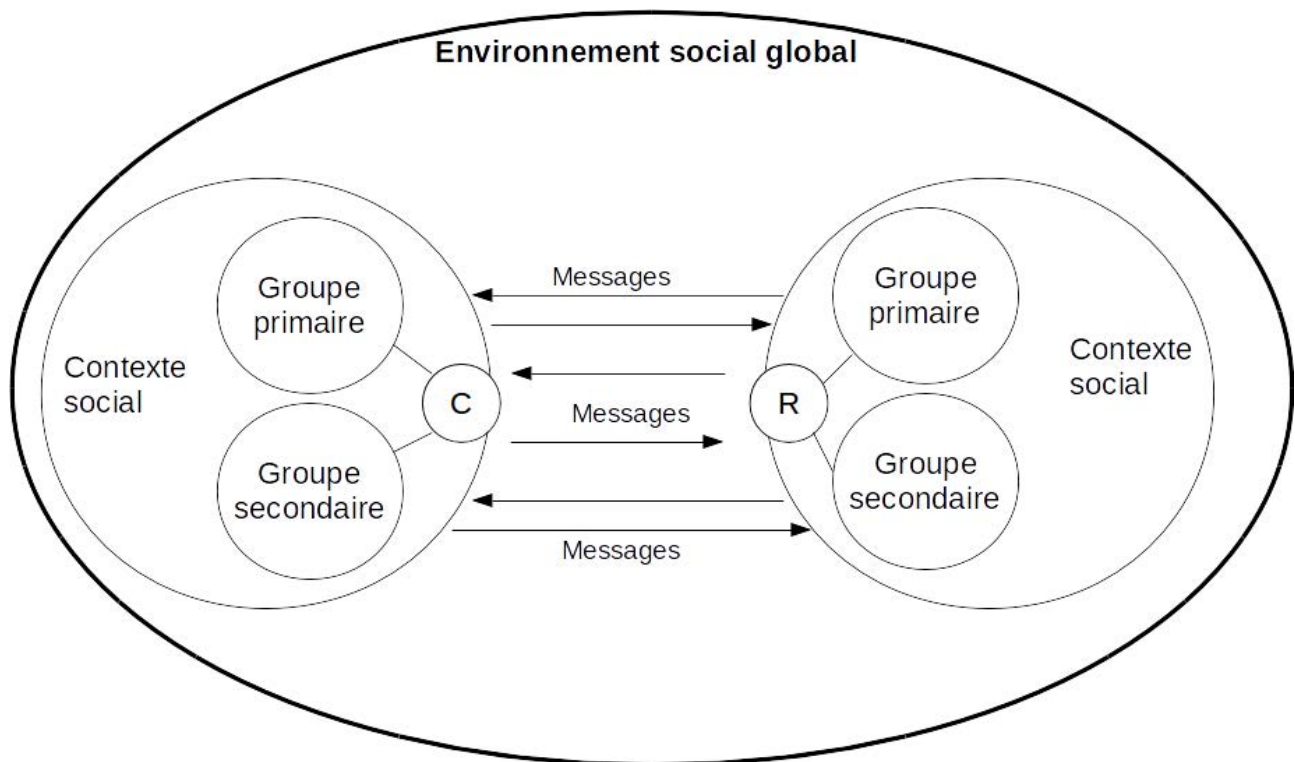 Environnement social global
Messages
Groupe
primaire
Groupe
primaire
Contexte
social
Contexte
social
C
R
Messages
Groupe
secondaire
Groupe
secondaire
Messages